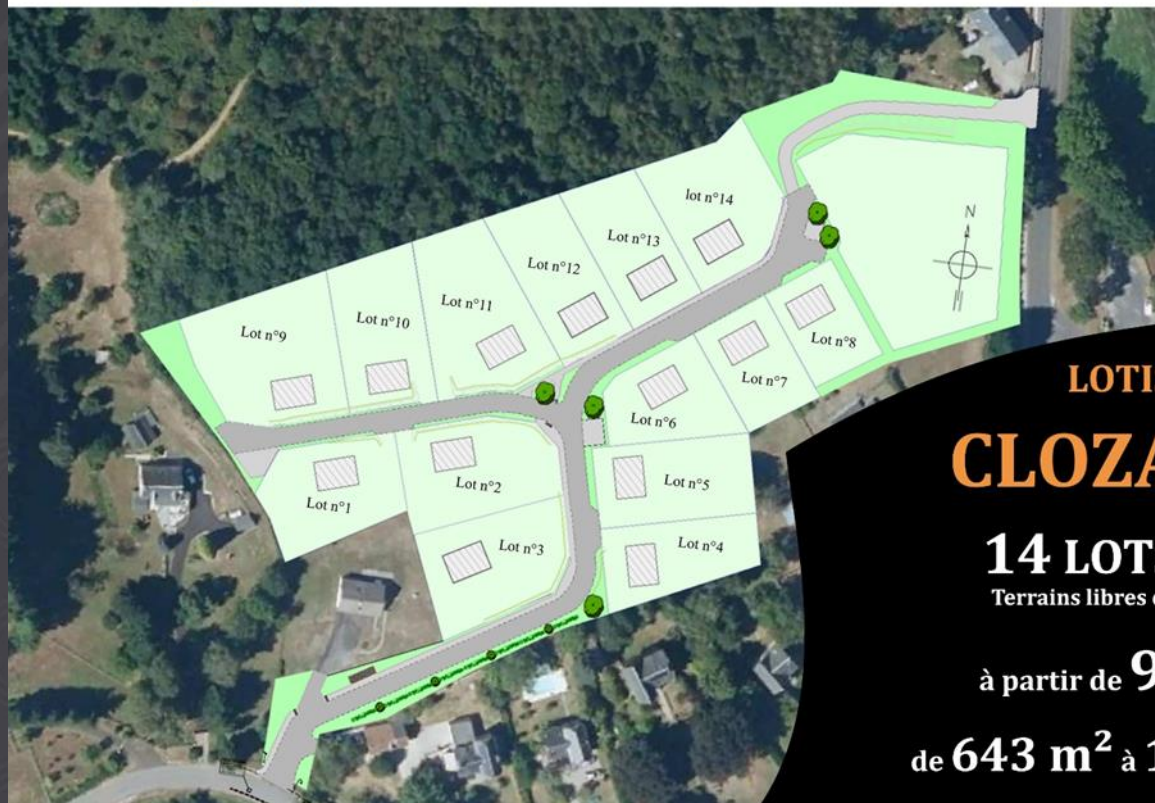 lot n°14
Lot n°13
Lot n°12
Lot n°11
Lot n°10
Lot n°9
N
Lot n°8
Lot n°7
Lot n°6
Lot n°5
Lot n°4
Lot n°1
Lot n°2
Lot n°3
LOTI
CLOZA
14 LOTS
Terrains libres
à partir de 9
de 643 m² à 1